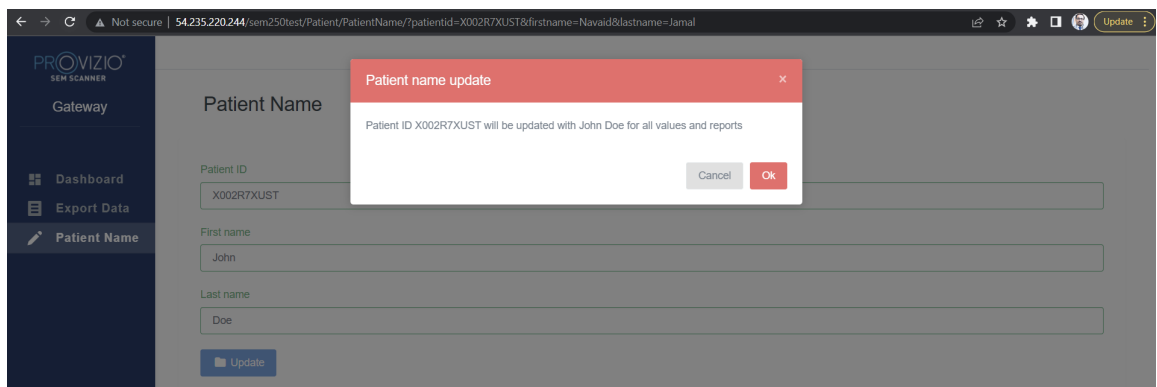 Not secure | 54.235.220.244/sem250test/Patient/PatientName/?patientid=X002R7XUST&firstname=Navaid&lastname=Jamal
Update
PROVIZIO®
SEM SCANNER
Gateway
Dashboard
Export Data
Patient Name
Patient Name
Patient name update
×
Patient ID X002R7XUST will be updated with John Doe for all values and reports
Cancel
Ok
Patient ID
X002R7XUST
First name
John
Last name
Doe
Update